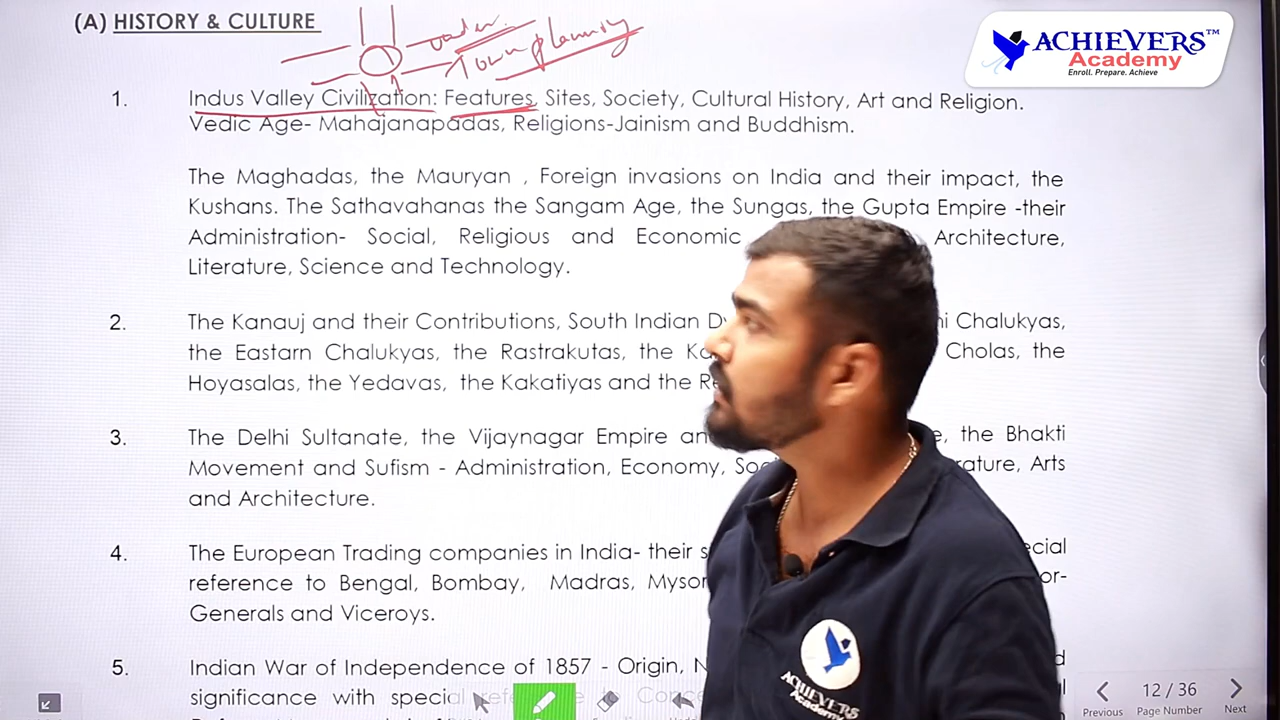 (A) HISTORY & CULTURE
Town planning
ACHIEVERS™
Academy
Enroll. Prepare. Achieve
1. Indus Valley Civilization: Features, Sites, Society, Cultural History, Art and Religion.
Vedic Age- Mahajanapadas, Religions-Jainism and Buddhism.
The Maghadas, the Mauryan , Foreign invasions on India and their impact, the
Kushans. The Sathavahanas the Sangam Age, the Sungas, the Gupta Empire -their
Administration- Social, Religious and Economic Architecture,
Literature, Science and Technology.
2. The Kanauj and their Contributions, South Indian Chalukyas,
the Eastarn Chalukyas, the Rastrakutas, the Cholas, the
Hoyasalas, the Yedavas, the Kakatiyas and the
3. The Delhi Sultanate, the Vijaynagar Empire the Bhakti
Movement and Sufism - Administration, Economy, Arts
and Architecture.
4. The European Trading companies in India- their
reference to Bengal, Bombay, Madras,
Generals and Viceroys.
5. Indian War of Independence of 1857 - Origin,
significance with special
ACHIEVERS
Academy
12 / 36
Previous Page Number Next